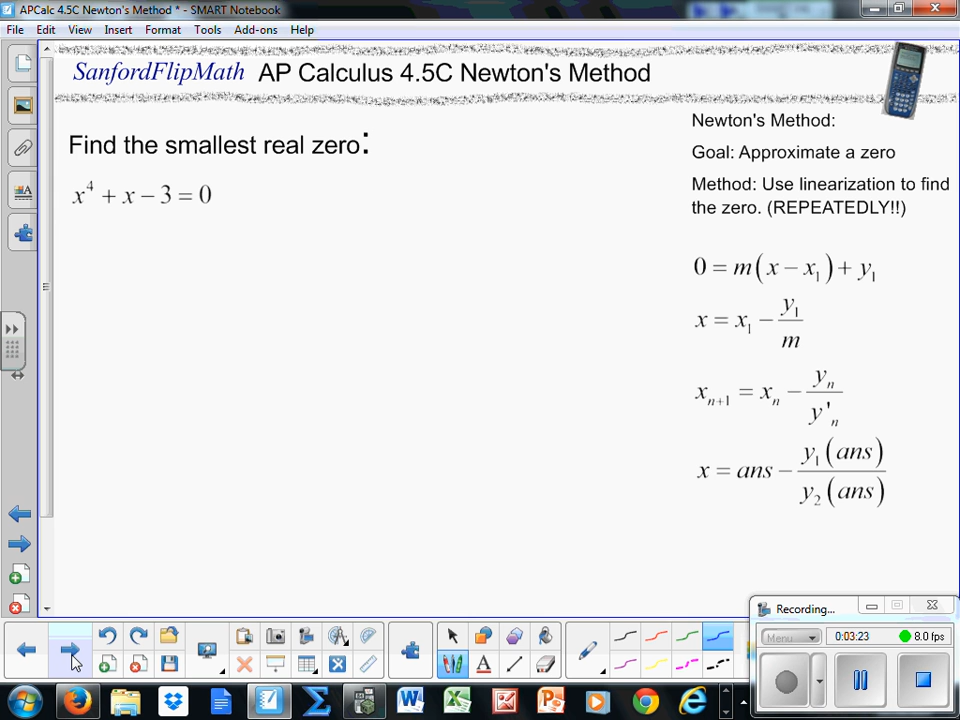 APCalc 4.5C Newton's Method * - SMART Notebook
File Edit View Insert Format Tools Add-ons Help
SanfordFlipMath AP Calculus 4.5C Newton's Method
Find the smallest real zero:
x⁴ + x − 3 = 0
Newton's Method:
Goal: Approximate a zero
Method: Use linearization to find
the zero. (REPEATEDLY!!)
0 = m(x − x₁) + y₁
x = x₁ − y₁/m
xₙ₊₁ = xₙ − yₙ/y'ₙ
x = ans − y₁(ans)/y₂(ans)
Recording...
Menu 0:03:23 8.0 fps